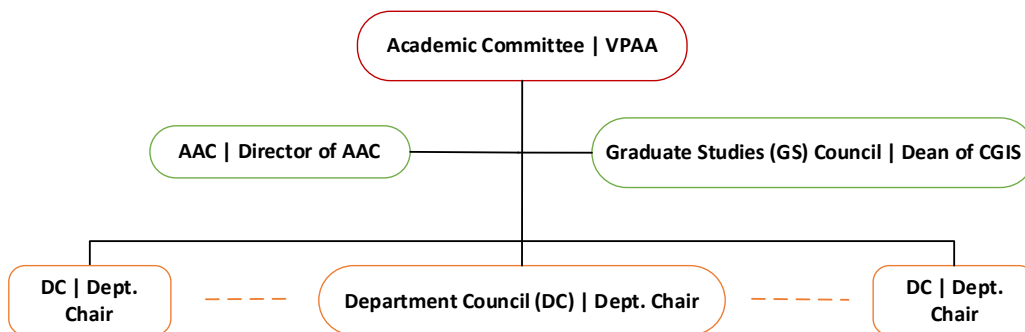 Academic Committee | VPAA
AAC | Director of AAC
Graduate Studies (GS) Council | Dean of CGIS
DC | Dept.
Chair
Department Council (DC) | Dept. Chair
DC | Dept.
Chair